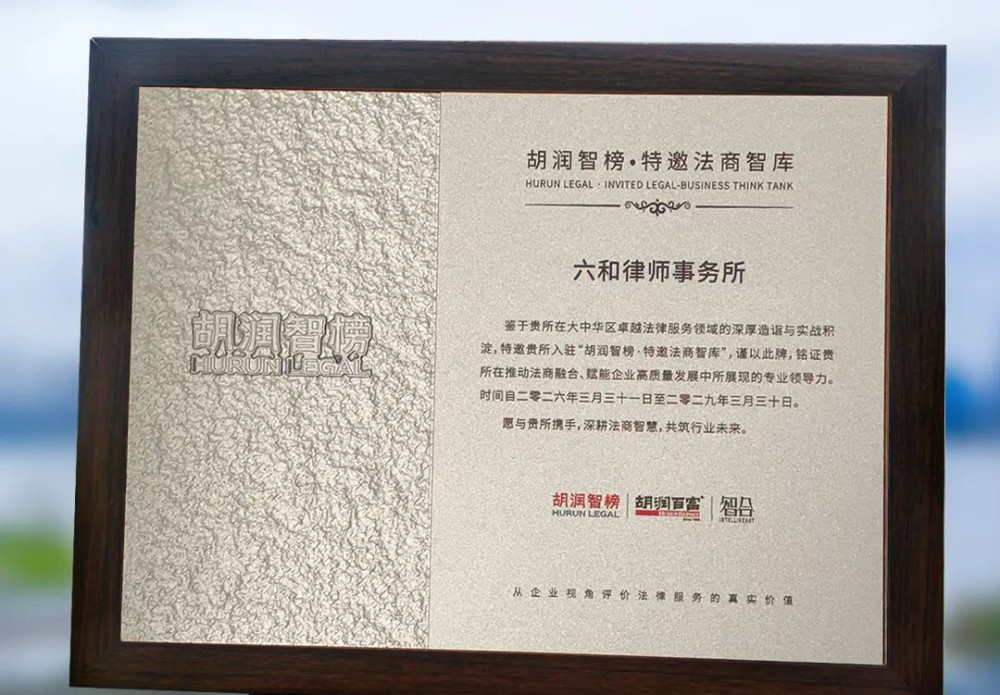 胡润智榜
HURUN LEGAL
胡润智榜·特邀法商智库
HURUN LEGAL · INVITED LEGAL-BUSINESS THINK TANK
六和律师事务所
鉴于贵所在大中华区卓越法律服务领域的深厚造诣与实战积
淀，特邀贵所入驻“胡润智榜·特邀法商智库”，谨以此牌，铭证贵
所在推动法商融合、赋能企业高质量发展中所展现的专业领导力。
时间自二零二六年三月三十一日至二零二九年三月三十日。
愿与贵所携手，深耕法商智慧，共筑行业未来。
胡润智榜
HURUN LEGAL
胡润百富
智合
从企业视角评价法律服务的真实价值